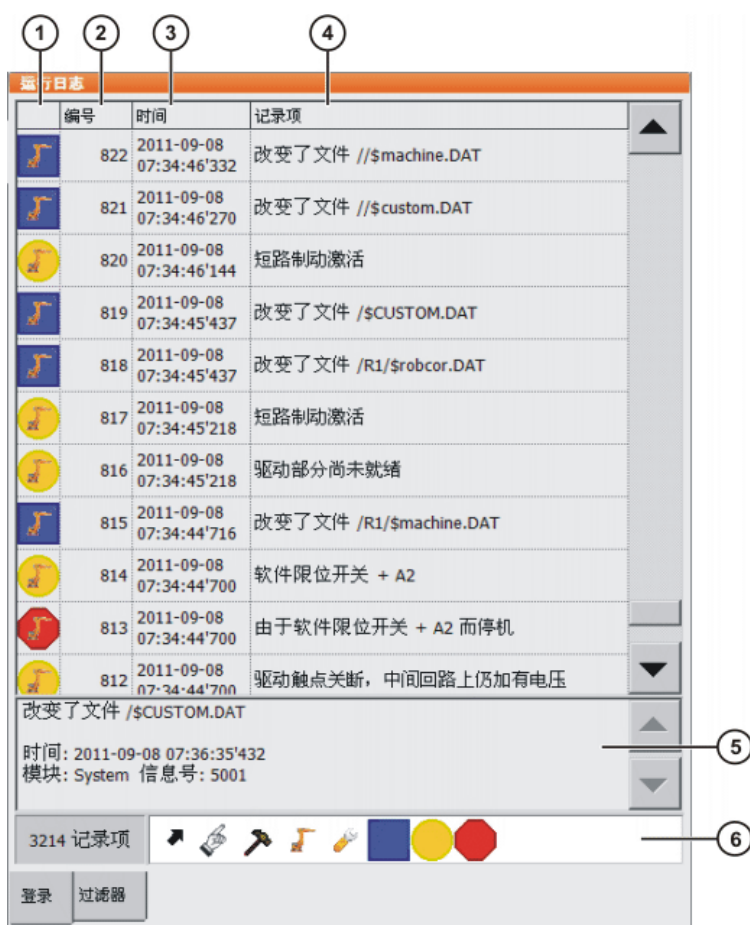 1 2 3 4
运行日志
编号 时间 记录项
822 2011-09-08 07:34:46'332 改变了文件 //$machine.DAT
821 2011-09-08 07:34:46'270 改变了文件 //$custom.DAT
820 2011-09-08 07:34:46'144 短路制动激活
819 2011-09-08 07:34:45'437 改变了文件 /$CUSTOM.DAT
818 2011-09-08 07:34:45'437 改变了文件 /R1/$robcor.DAT
817 2011-09-08 07:34:45'218 短路制动激活
816 2011-09-08 07:34:45'218 驱动部分尚未就绪
815 2011-09-08 07:34:44'716 改变了文件 /R1/$machine.DAT
814 2011-09-08 07:34:44'700 软件限位开关 + A2
813 2011-09-08 07:34:44'700 由于软件限位开关 + A2 而停机
812 2011-09-08 07:34:44'700 驱动触点关断，中间回路上仍加有电压
改变了文件 /$CUSTOM.DAT
时间: 2011-09-08 07:36:35'432
5
模块: System 信息号: 5001
3214 记录项
6
登录 过滤器